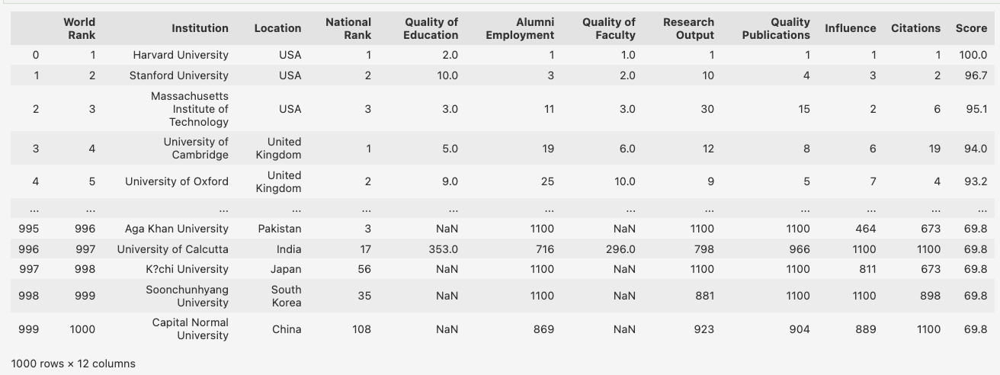 World Rank Institution Location National Rank Quality of Education Alumni Employment Quality of Faculty Research Output Quality Publications Influence Citations Score
0 1 Harvard University USA 1 2.0 1 1.0 1 1 1 1 100.0
1 2 Stanford University USA 2 10.0 3 2.0 10 4 3 2 96.7
2 3 Massachusetts Institute of Technology USA 3 3.0 11 3.0 30 15 2 6 95.1
3 4 University of Cambridge United Kingdom 1 5.0 19 6.0 12 8 6 19 94.0
4 5 University of Oxford United Kingdom 2 9.0 25 10.0 9 5 7 4 93.2
... ... ... ... ... ... ... ... ... ... ... ... ...
995 996 Aga Khan University Pakistan 3 NaN 1100 NaN 1100 1100 464 673 69.8
996 997 University of Calcutta India 17 353.0 716 296.0 798 966 1100 1100 69.8
997 998 K?chi University Japan 56 NaN 1100 NaN 1100 1100 811 673 69.8
998 999 Soonchunhyang University South Korea 35 NaN 1100 NaN 881 1100 1100 898 69.8
999 1000 Capital Normal University China 108 NaN 869 NaN 923 904 889 1100 69.8
1000 rows × 12 columns